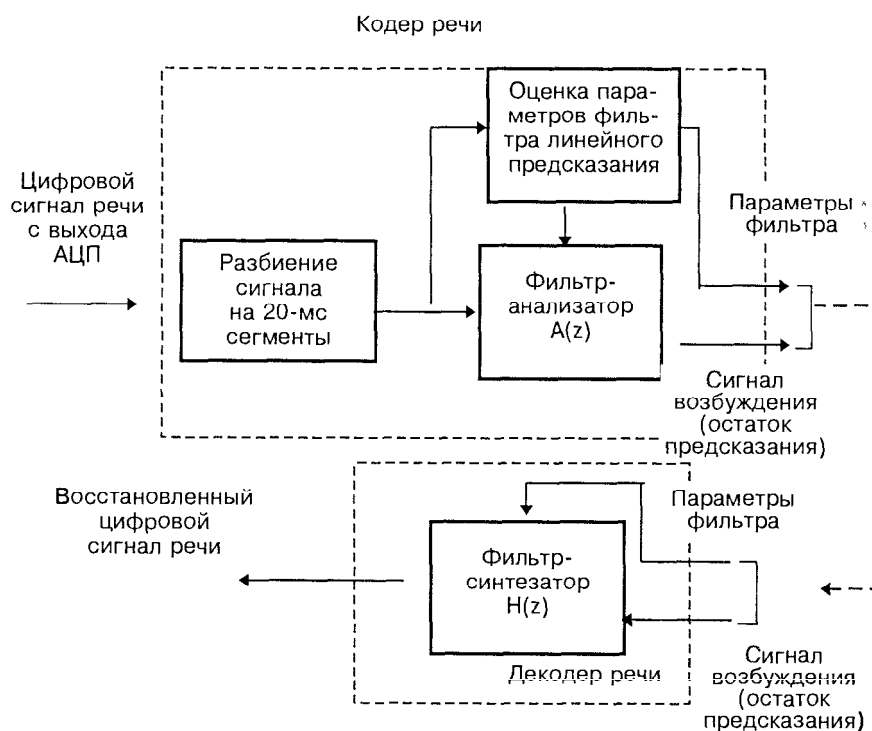 Кодер речи
Оценка пара-
метров филь-
тра линейного
предсказания
Цифровой
сигнал речи
с выхода
АЦП
Разбиение
сигнала
на 20-мс
сегменты
Фильтр-
анализатор
A(z)
Параметры
фильтра
Сигнал
возбуждения
(остаток
предсказания)
Восстановленный
цифровой
сигнал речи
Фильтр-
синтезатор
H(z)
Параметры
фильтра
Декодер речи
Сигнал
возбуждения
(остаток
предсказания)